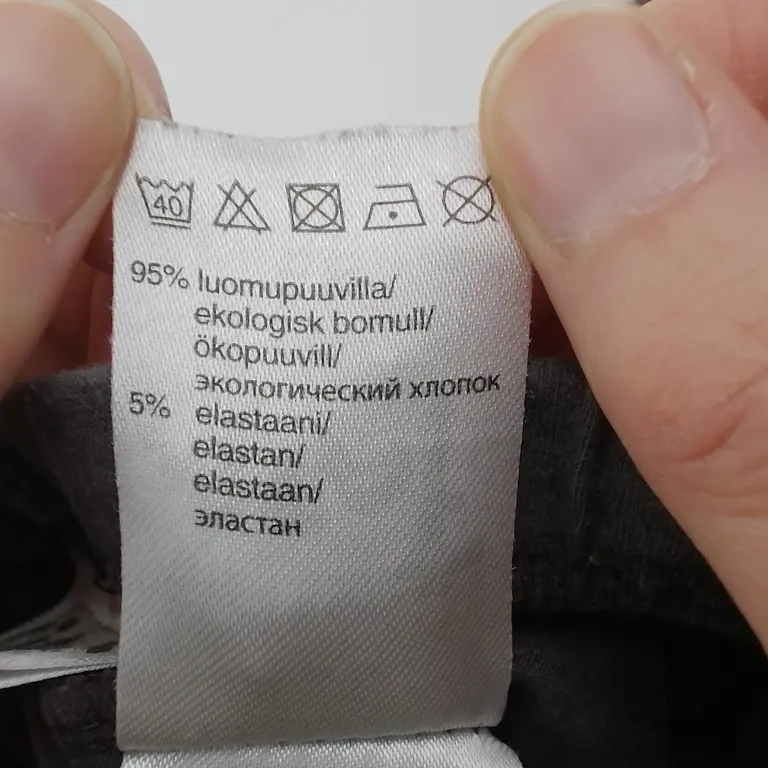 40
95% luomupuuvilla/
ekologisk bomull/
ökopuuvill/
экологический хлопок
5% elastaani/
elastan/
elastaan/
эластан